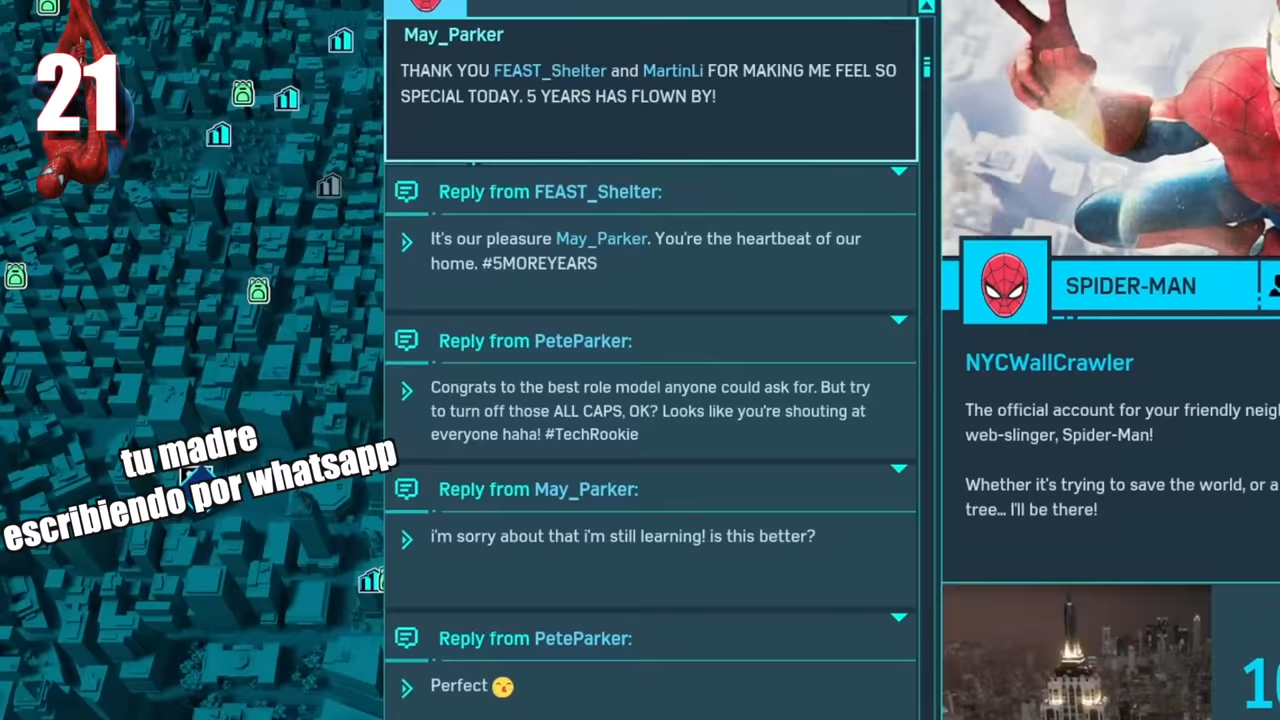 21
May_Parker
THANK YOU FEAST_Shelter and MartinLi FOR MAKING ME FEEL SO
SPECIAL TODAY. 5 YEARS HAS FLOWN BY!
Reply from FEAST_Shelter:
It's our pleasure May_Parker. You're the heartbeat of our
home. #5MOREYEARS
Reply from PeteParker:
Congrats to the best role model anyone could ask for. But try
to turn off those ALL CAPS, OK? Looks like you're shouting at
everyone haha! #TechRookie
Reply from May_Parker:
i'm sorry about that i'm still learning! is this better?
Reply from PeteParker:
Perfect
tu madre
escribiendo por whatsapp
SPIDER-MAN
NYCWallCrawler
The official account for your friendly neigh
web-slinger, Spider-Man!
Whether it's trying to save the world, or a
tree... I'll be there!